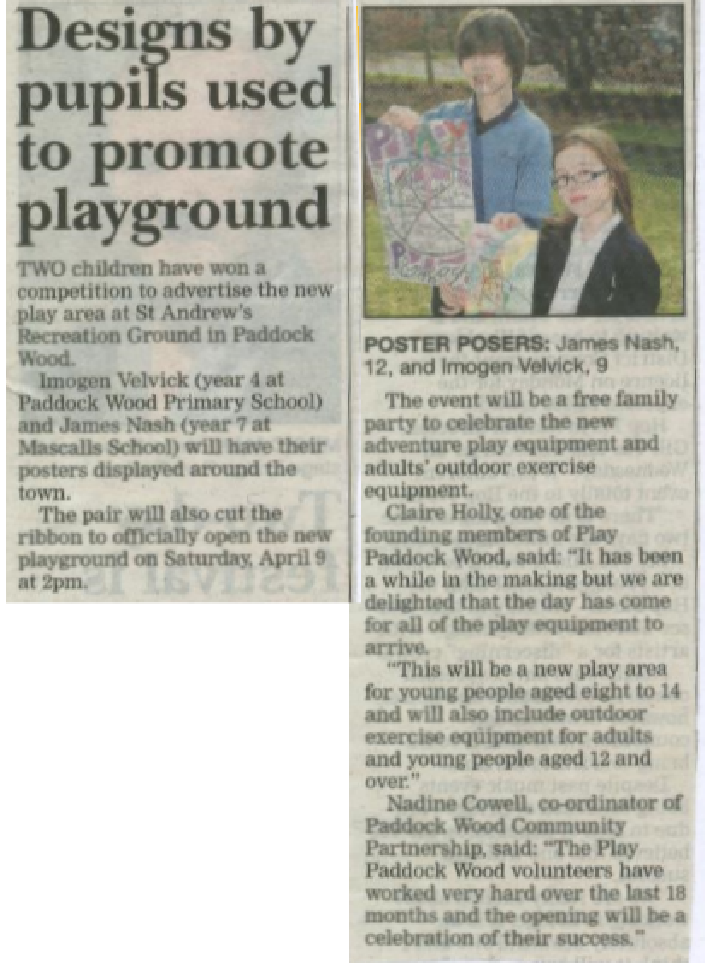 Designs by
pupils used
to promote
playground
TWO children have won a
competition to advertise the new
play area at St Andrew's
Recreation Ground in Paddock
Wood.
Imogen Velvick (year 4 at
Paddock Wood Primary School)
and James Nash (year 7 at
Mascalls School) will have their
posters displayed around the
town.
The pair will also cut the
ribbon to officially open the new
playground on Saturday, April 9
at 2pm.
PLAY
POSTER POSERS: James Nash,
12, and Imogen Velvick, 9
The event will be a free family
party to celebrate the new
adventure play equipment and
adults' outdoor exercise
equipment.
Claire Holly, one of the
founding members of Play
Paddock Wood, said: "It has been
a while in the making but we are
delighted that the day has come
for all of the play equipment to
arrive.
"This will be a new play area
for young people aged eight to 14
and will also include outdoor
exercise equipment for adults
and young people aged 12 and
over."
Nadine Cowell, co-ordinator of
Paddock Wood Community
Partnership, said: "The Play
Paddock Wood volunteers have
worked very hard over the last 18
months and the opening will be a
celebration of their success."